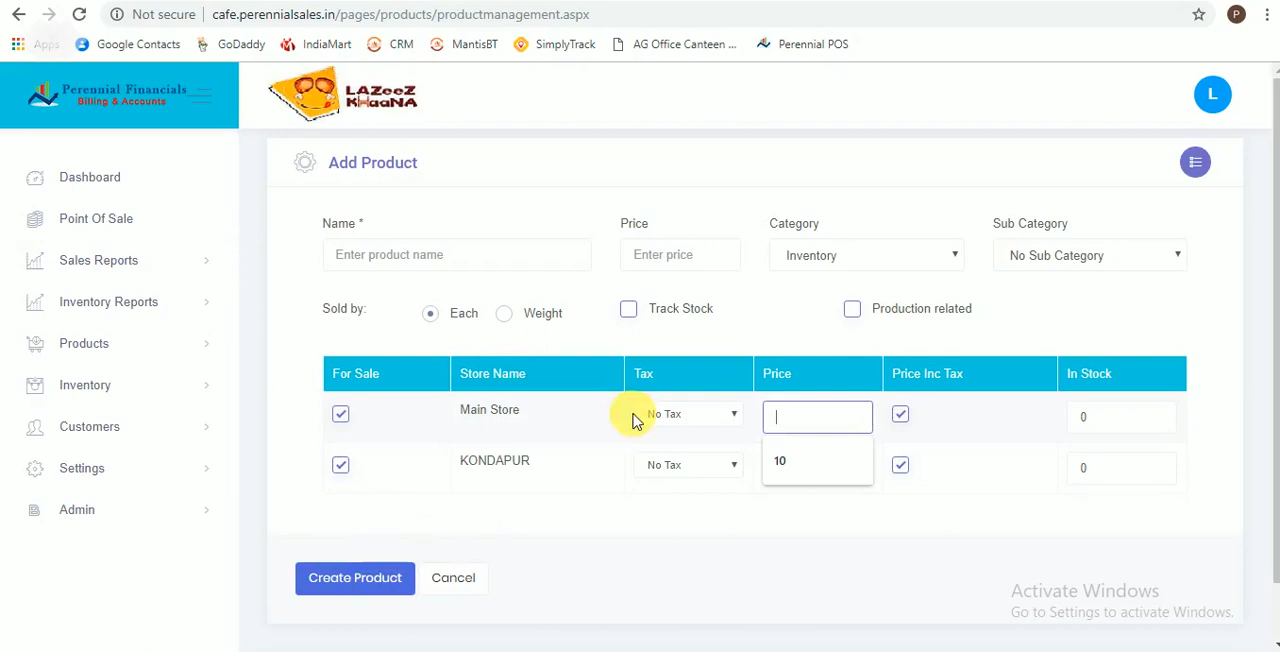 Not secure cafe.perennialsales.in/pages/products/productmanagement.aspx P
Apps Google Contacts GoDaddy IndiaMart CRM MantisBT SimplyTrack AG Office Canteen ... Perennial POS
Perennial Financials
Billing & Accounts
LAZeeZ
KHaaNA
L
Dashboard
Point Of Sale
Sales Reports
Inventory Reports
Products
Inventory
Customers
Settings
Admin
Add Product
Name * Price Category Sub Category
Enter product name Enter price Inventory No Sub Category
Sold by: Each Weight Track Stock Production related
For Sale Store Name Tax Price Price Inc Tax In Stock
Main Store No Tax 0
KONDAPUR No Tax 10 0
Create Product Cancel
Activate Windows
Go to Settings to activate Windows.